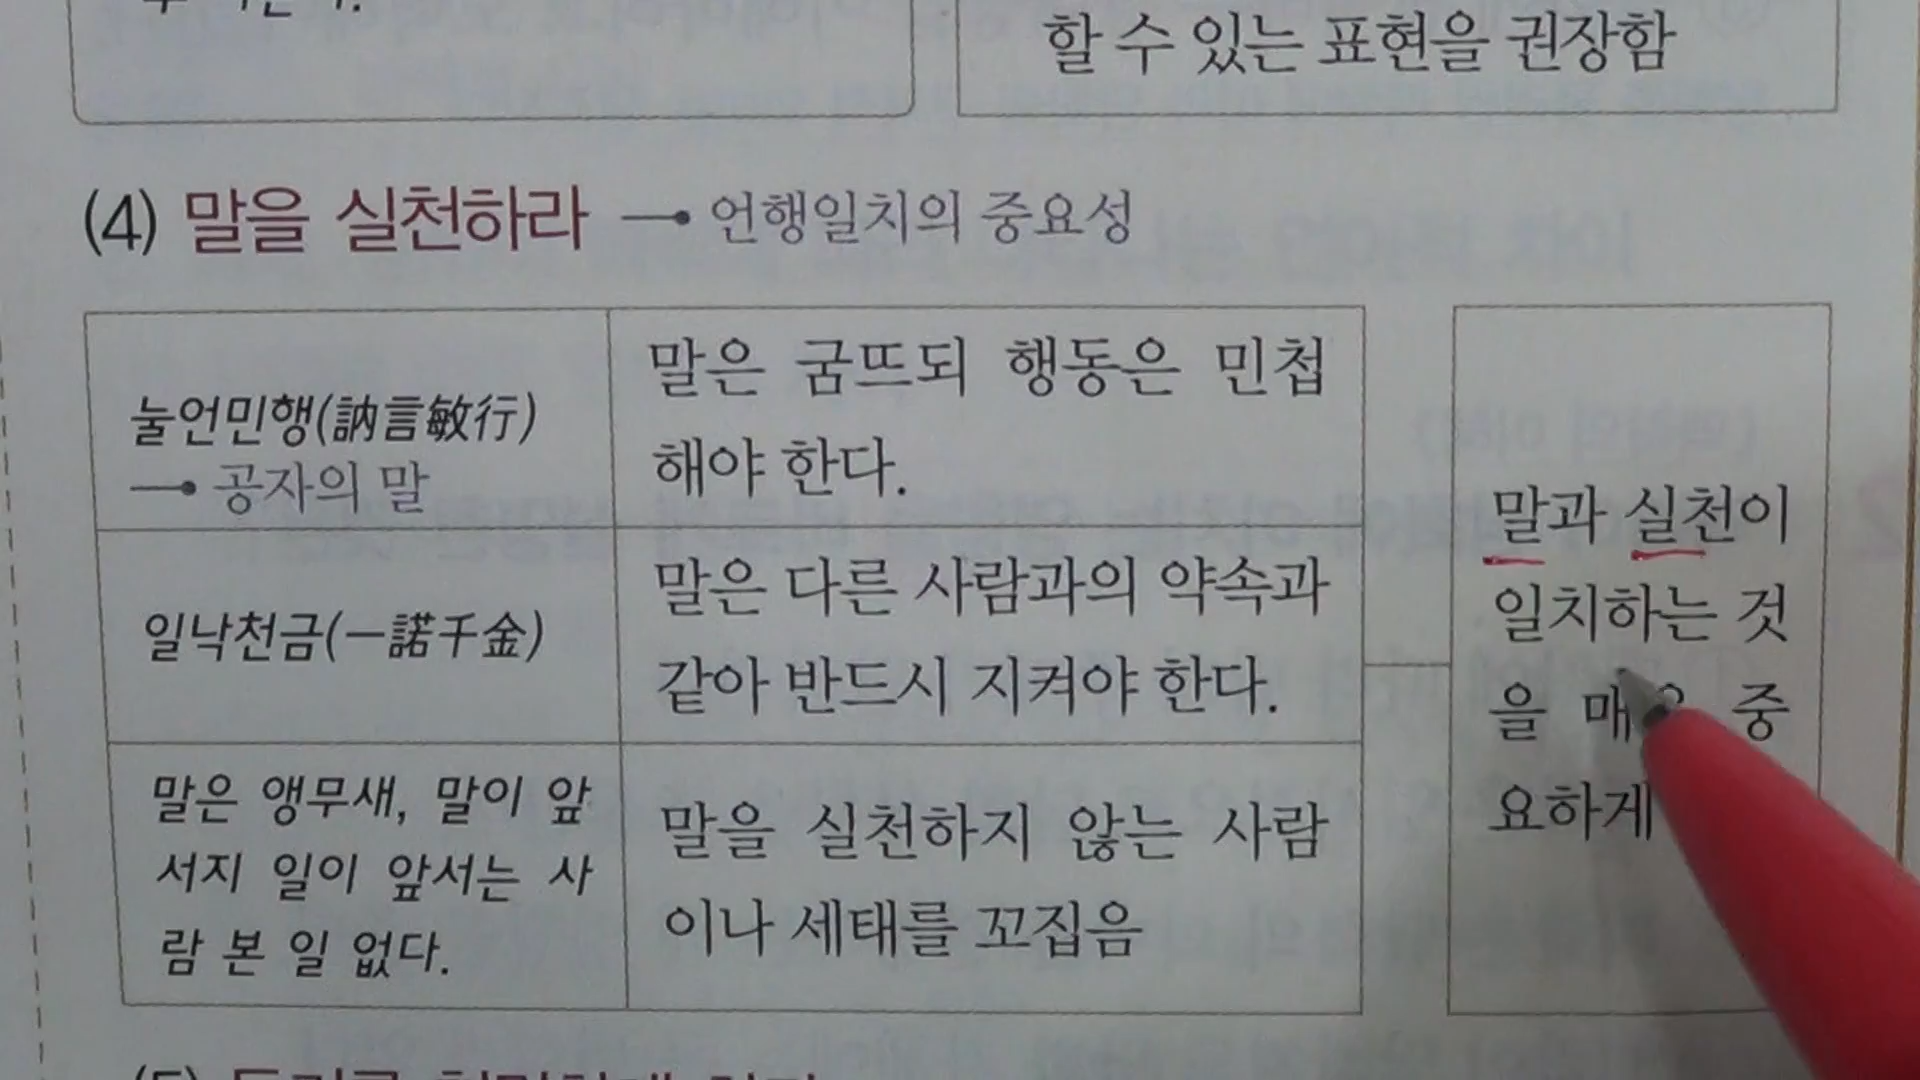 할 수 있는 표현을 권장함
(4) 말을 실천하라 → 언행일치의 중요성
눌언민행(訥言敏行)
→ 공자의 말
말은 굼뜨되 행동은 민첩
해야 한다.
일낙천금(一諾千金)
말은 다른 사람과의 약속과
같아 반드시 지켜야 한다.
말은 앵무새, 말이 앞
서지 일이 앞서는 사
람 본 일 없다.
말을 실천하지 않는 사람
이나 세태를 꼬집음
말과 실천이
일치하는 것
을 중
요하게